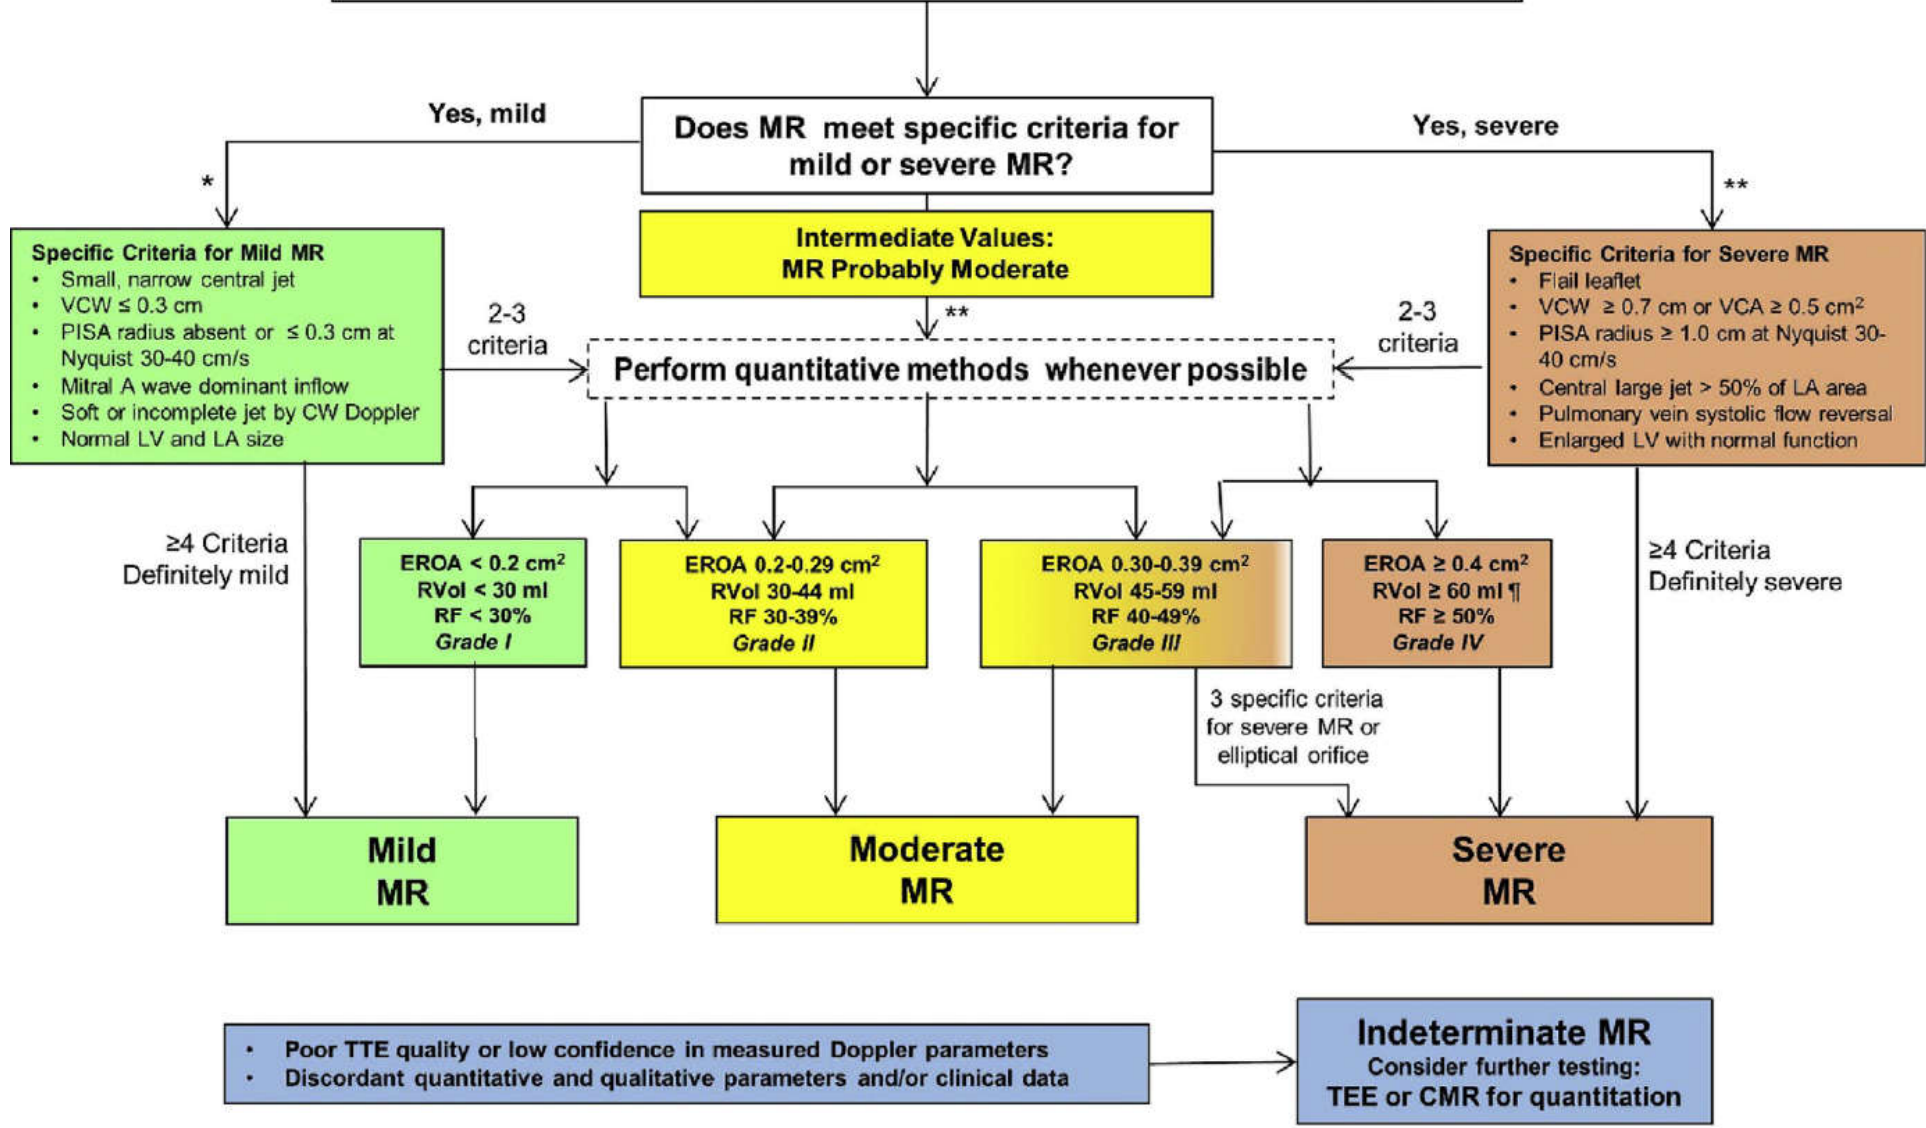 Yes, mild
Does MR meet specific criteria for
mild or severe MR?
Yes, severe
*
**
Intermediate Values:
MR Probably Moderate
Specific Criteria for Mild MR
• Small, narrow central jet
• VCW ≤ 0.3 cm
• PISA radius absent or ≤ 0.3 cm at
Nyquist 30-40 cm/s
• Mitral A wave dominant inflow
• Soft or incomplete jet by CW Doppler
• Normal LV and LA size
2-3
criteria
**
Perform quantitative methods whenever possible
2-3
criteria
Specific Criteria for Severe MR
• Flail leaflet
• VCW ≥ 0.7 cm or VCA ≥ 0.5 cm²
• PISA radius ≥ 1.0 cm at Nyquist 30-
40 cm/s
• Central large jet > 50% of LA area
• Pulmonary vein systolic flow reversal
• Enlarged LV with normal function
≥4 Criteria
Definitely mild
EROA < 0.2 cm²
RVol < 30 ml
RF < 30%
Grade I
EROA 0.2-0.29 cm²
RVol 30-44 ml
RF 30-39%
Grade II
EROA 0.30-0.39 cm²
RVol 45-59 ml
RF 40-49%
Grade III
EROA ≥ 0.4 cm²
RVol ≥ 60 ml ¶
RF ≥ 50%
Grade IV
≥4 Criteria
Definitely severe
3 specific criteria
for severe MR or
elliptical orifice
Mild
MR
Moderate
MR
Severe
MR
• Poor TTE quality or low confidence in measured Doppler parameters
• Discordant quantitative and qualitative parameters and/or clinical data
Indeterminate MR
Consider further testing:
TEE or CMR for quantitation